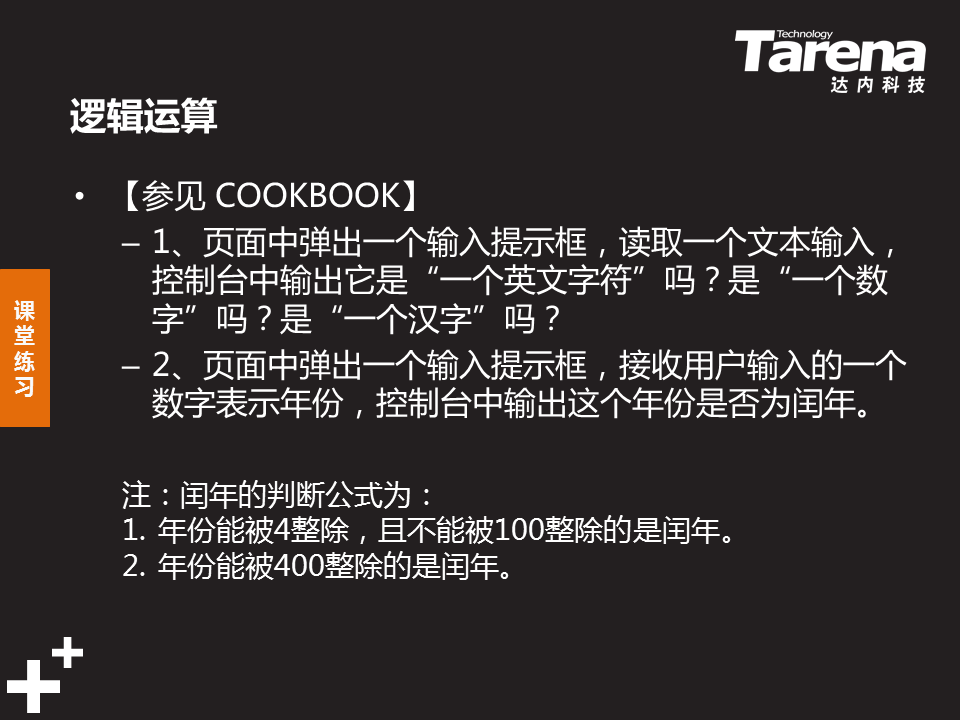 Technology
Tarena
达内科技
逻辑运算
• 【参见 COOKBOOK】
– 1、页面中弹出一个输入提示框，读取一个文本输入，
控制台中输出它是“一个英文字符”吗？是“一个数
字”吗？是“一个汉字”吗？
– 2、页面中弹出一个输入提示框，接收用户输入的一个
数字表示年份，控制台中输出这个年份是否为闰年。
课
堂
练
习
注：闰年的判断公式为：
1. 年份能被4整除，且不能被100整除的是闰年。
2. 年份能被400整除的是闰年。